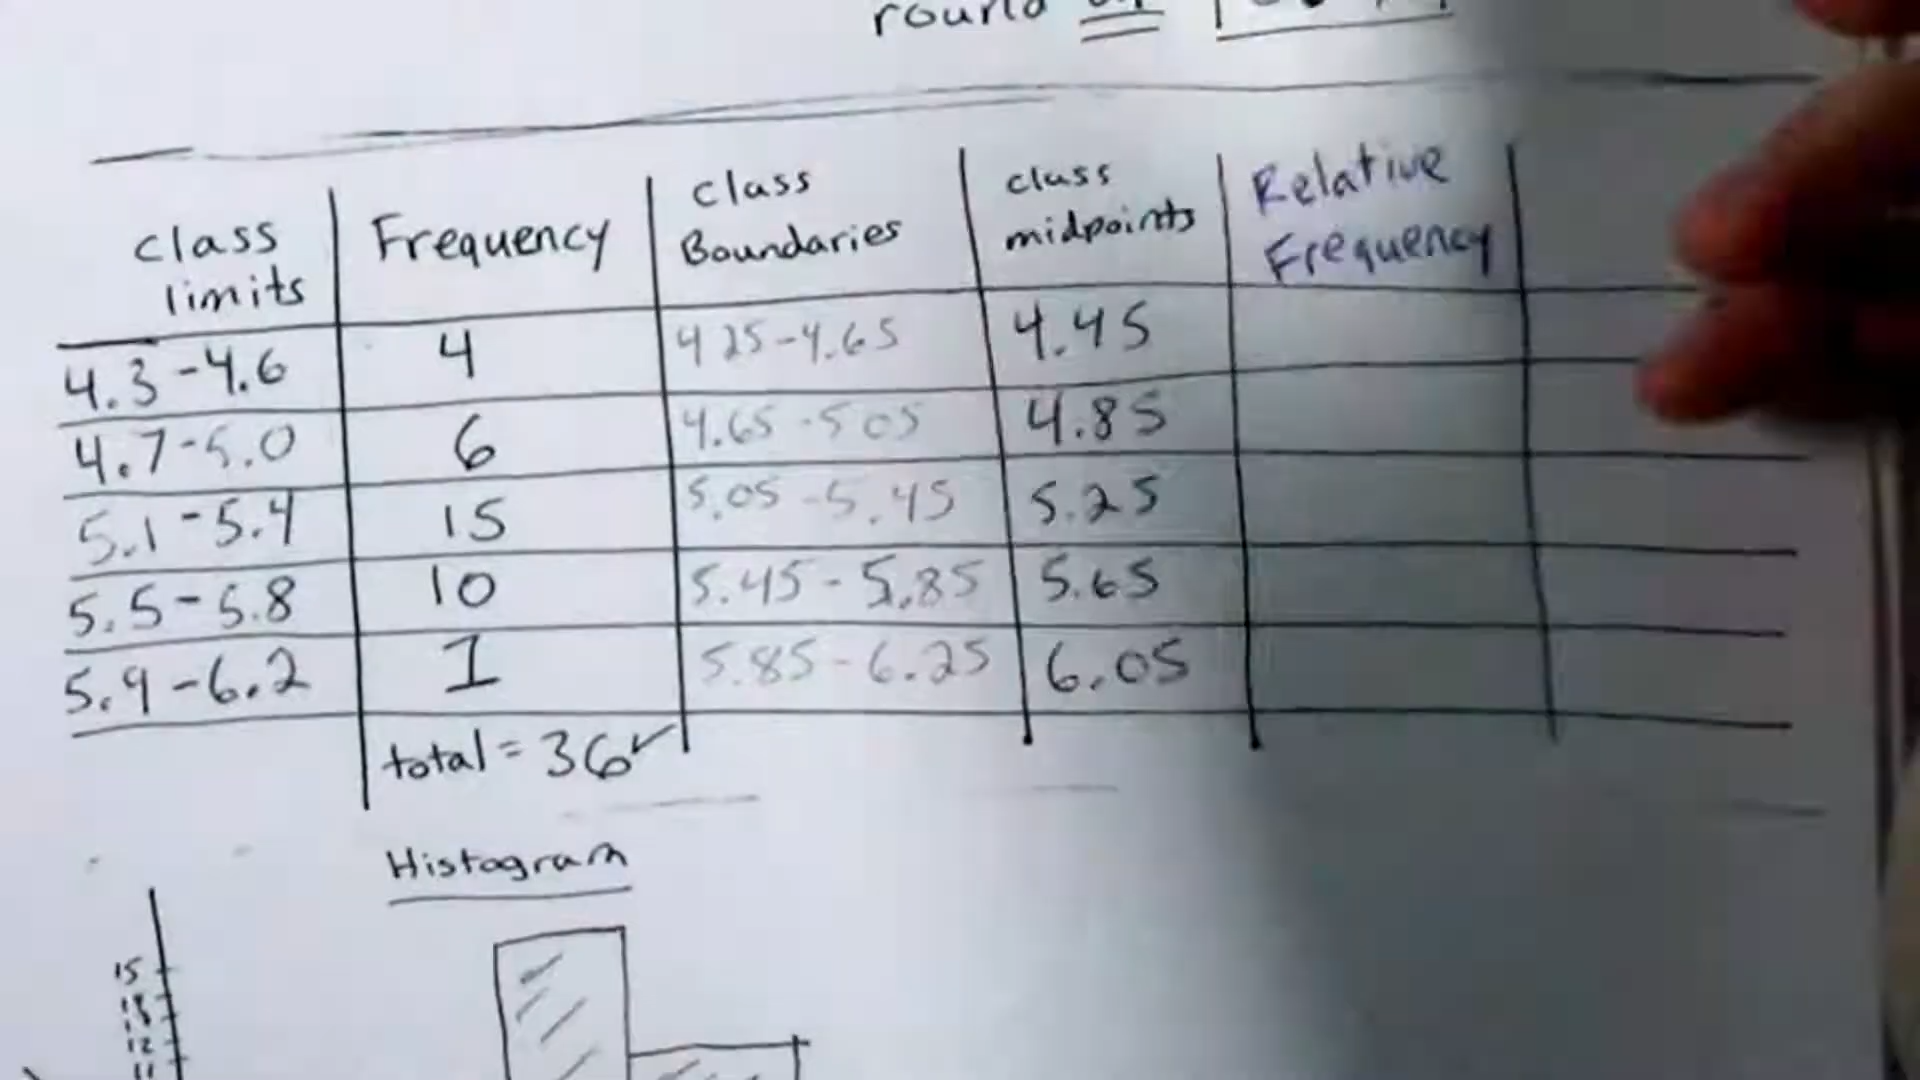 round
class limits | Frequency | class Boundaries | class midpoints | Relative Frequency
4.3-4.6 | 4 | 4 25-4.65 | 4.45
4.7-5.0 | 6 | 4.65-5 05 | 4.85
5.1-5.4 | 15 | 5.05-5.45 | 5.25
5.5-5.8 | 10 | 5.45-5.85 | 5.65
5.9-6.2 | 1 | 5.85-6.25 | 6.05
total = 36✓
Histogram
15
12
11